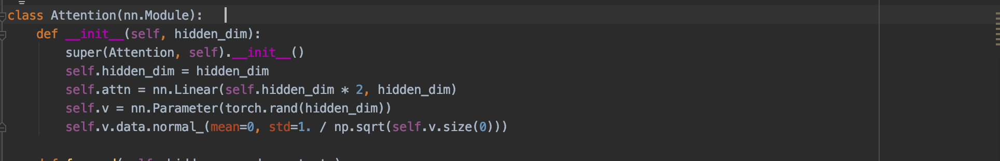 class Attention(nn.Module):
def __init__(self, hidden_dim):
super(Attention, self).__init__()
self.hidden_dim = hidden_dim
self.attn = nn.Linear(self.hidden_dim * 2, hidden_dim)
self.v = nn.Parameter(torch.rand(hidden_dim))
self.v.data.normal_(mean=0, std=1. / np.sqrt(self.v.size(0)))